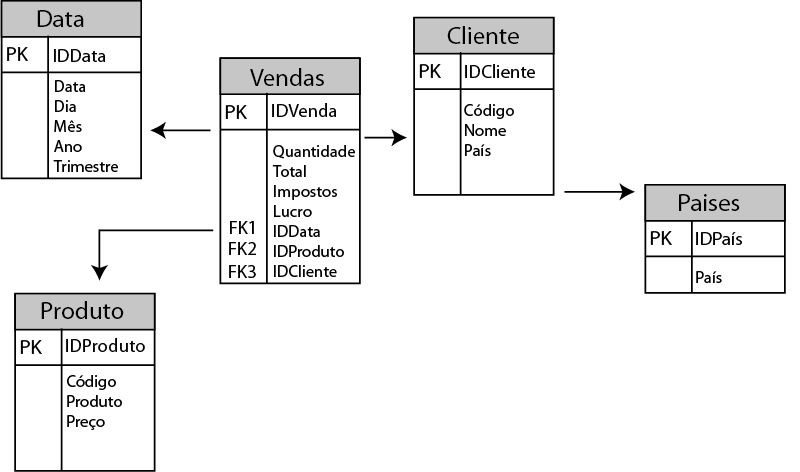 Data
PK IDData
Data
Dia
Mês
Ano
Trimestre
Vendas
PK IDVenda
Quantidade
Total
Impostos
Lucro
FK1 IDData
FK2 IDProduto
FK3 IDCliente
Cliente
PK IDCliente
Código
Nome
País
Paises
PK IDPaís
País
Produto
PK IDProduto
Código
Produto
Preço